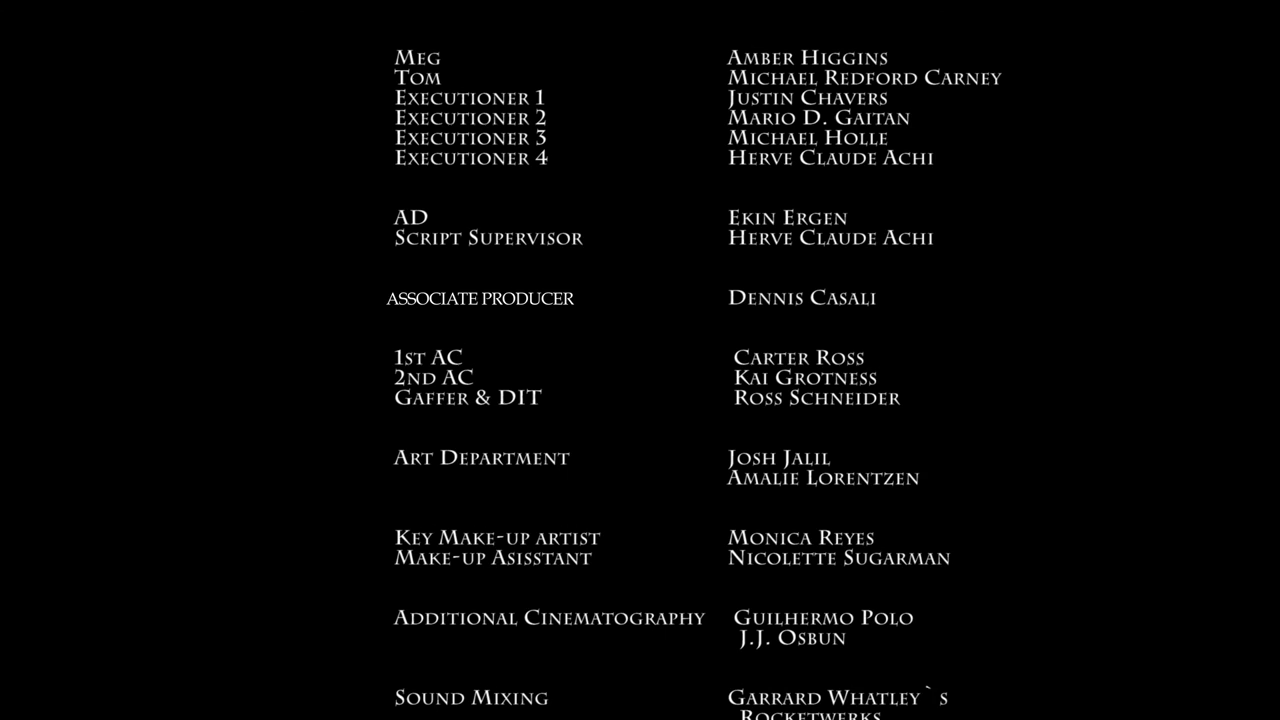 Meg Amber Higgins
Tom Michael Redford Carney
Executioner 1 Justin Chavers
Executioner 2 Mario D. Gaitan
Executioner 3 Michael Holle
Executioner 4 Herve Claude Achi
AD Ekin Ergen
Script Supervisor Herve Claude Achi
ASSOCIATE PRODUCER Dennis Casali
1st AC Carter Ross
2nd AC Kai Grotness
Gaffer & DIT Ross Schneider
Art Department Josh Jalil
Amalie Lorentzen
Key Make-up artist Monica Reyes
Make-up Asisstant Nicolette Sugarman
Additional Cinematography Guilhermo Polo
J.J. Osbun
Sound Mixing Garrard Whatley`s
Rocketwerks